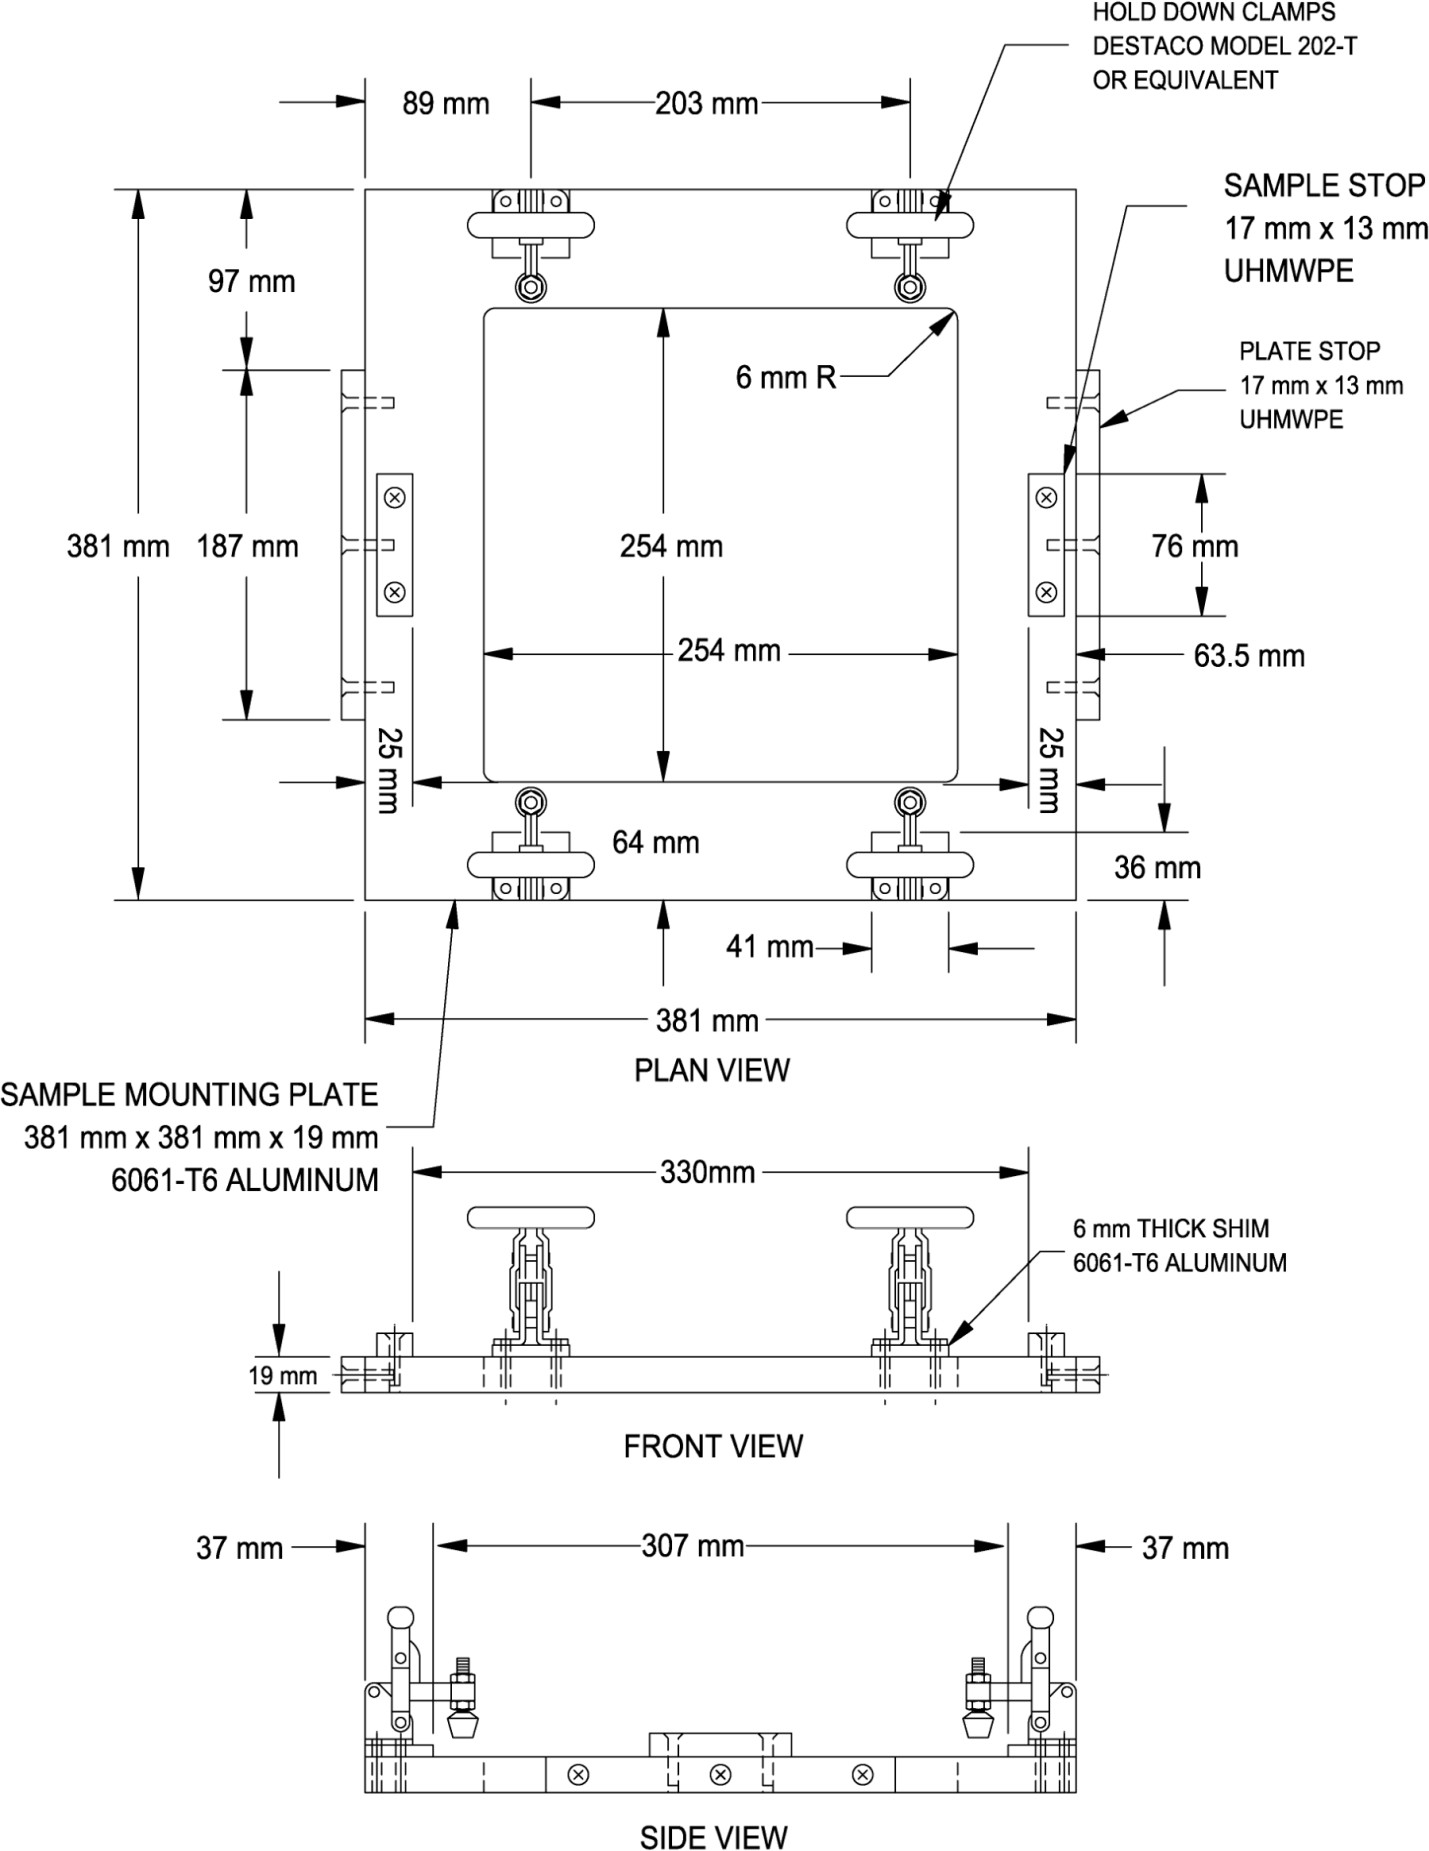 HOLD DOWN CLAMPS
DESTACO MODEL 202-T
OR EQUIVALENT
89 mm
203 mm
SAMPLE STOP
17 mm x 13 mm
UHMWPE
97 mm
PLATE STOP
17 mm x 13 mm
UHMWPE
6 mm R
381 mm
187 mm
254 mm
76 mm
254 mm
63.5 mm
25 mm
25 mm
64 mm
36 mm
41 mm
381 mm
PLAN VIEW
SAMPLE MOUNTING PLATE
381 mm x 381 mm x 19 mm
6061-T6 ALUMINUM
330mm
6 mm THICK SHIM
6061-T6 ALUMINUM
19 mm
FRONT VIEW
37 mm
307 mm
37 mm
SIDE VIEW